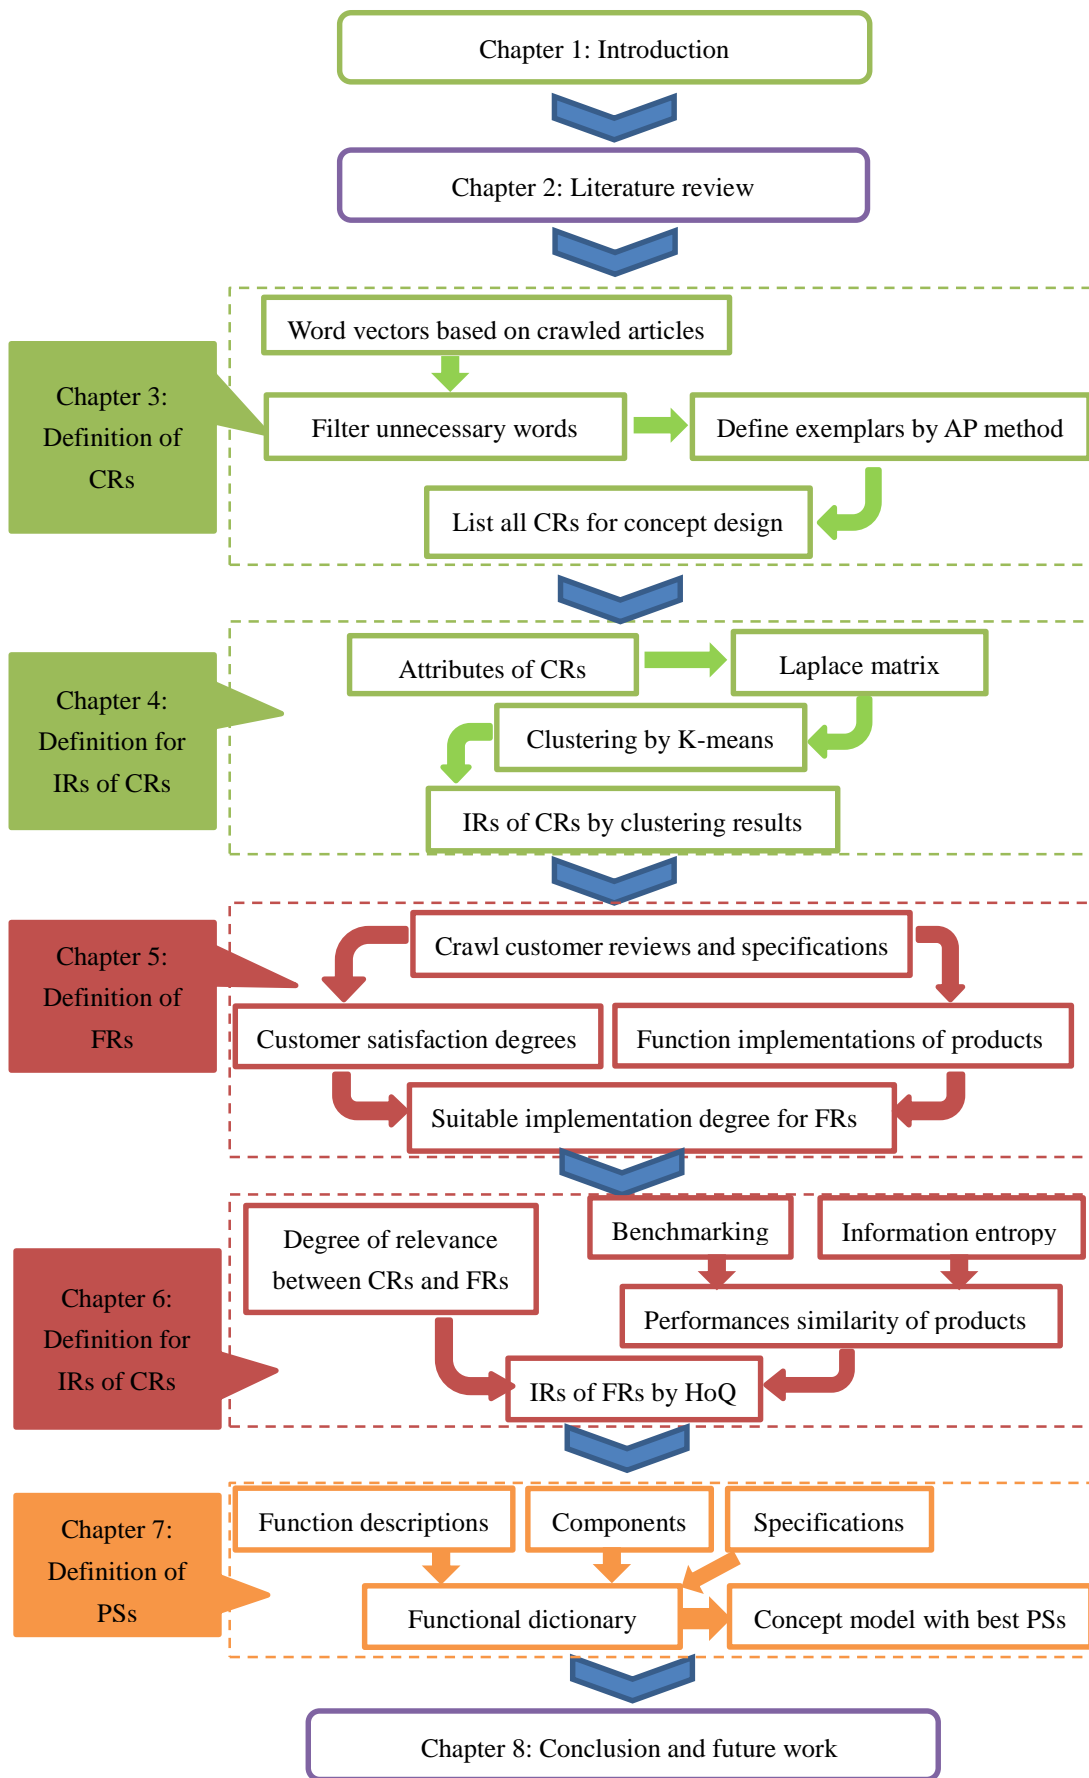 Chapter 1: Introduction
Chapter 2: Literature review
Chapter 3:
Definition of
CRs
Word vectors based on crawled articles
Filter unnecessary words
Define exemplars by AP method
List all CRs for concept design
Chapter 4:
Definition for
IRs of CRs
Attributes of CRs
Laplace matrix
Clustering by K-means
IRs of CRs by clustering results
Chapter 5:
Definition of
FRs
Crawl customer reviews and specifications
Customer satisfaction degrees
Function implementations of products
Suitable implementation degree for FRs
Chapter 6:
Definition for
IRs of CRs
Degree of relevance
between CRs and FRs
Benchmarking
Information entropy
Performances similarity of products
IRs of FRs by HoQ
Chapter 7:
Definition of
PSs
Function descriptions
Components
Specifications
Functional dictionary
Concept model with best PSs
Chapter 8: Conclusion and future work